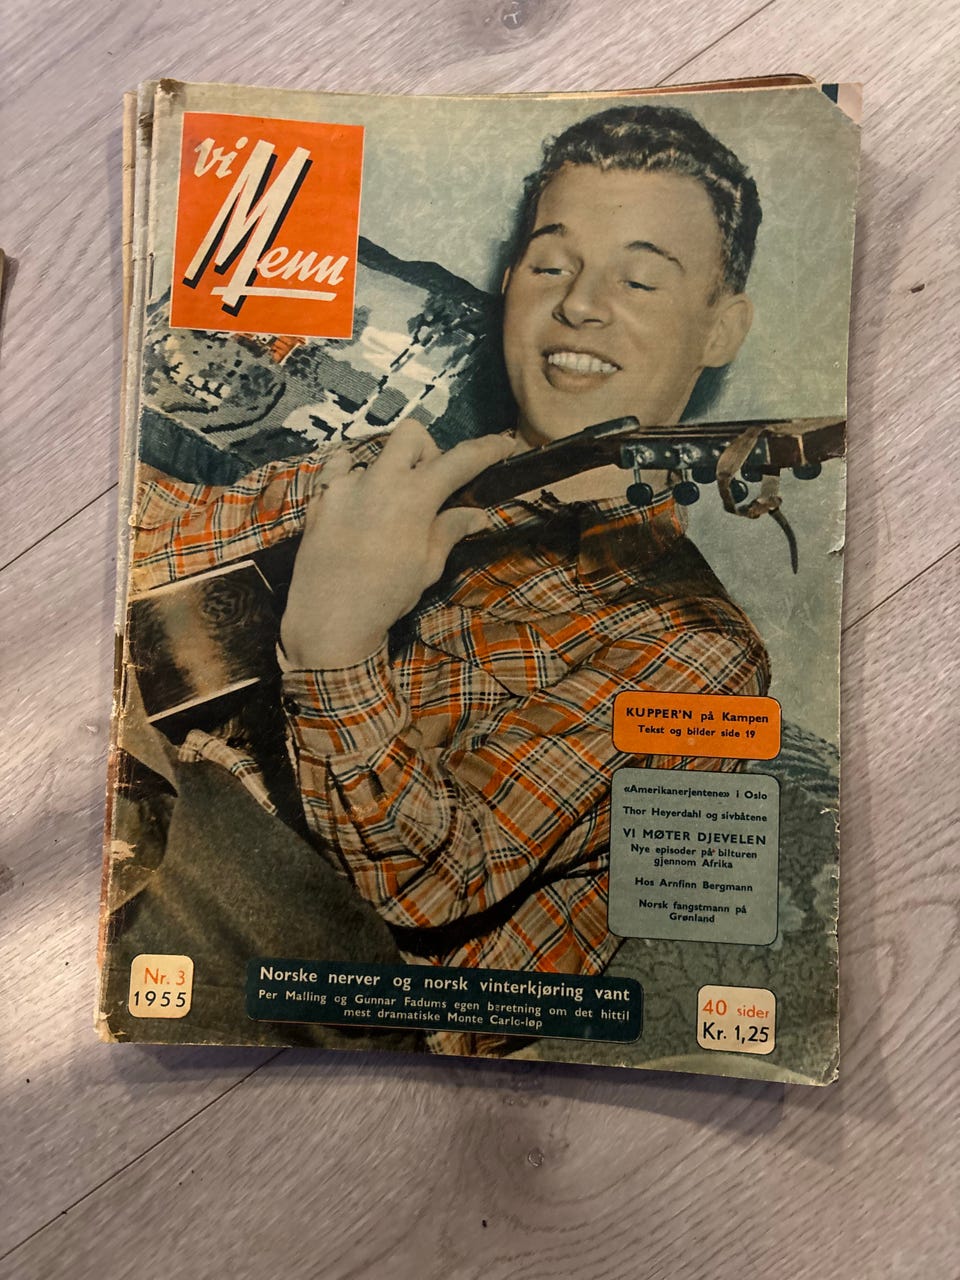 vi
Menn
KUPPER'N på Kampen
Tekst og bilder side 19
«Amerikanerjentene» i Oslo
Thor Heyerdahl og sivbåtene
VI MØTER DJEVELEN
Nye episoder på bilturen
gjennom Afrika
Hos Arnfinn Bergmann
Norsk fangstmann på
Grønland
Nr. 3
1955
Norske nerver og norsk vinterkjøring vant
Per Malling og Gunnar Fadums egen beretning om det hittil
mest dramatiske Monte Carlo-løp
40 sider
Kr. 1,25